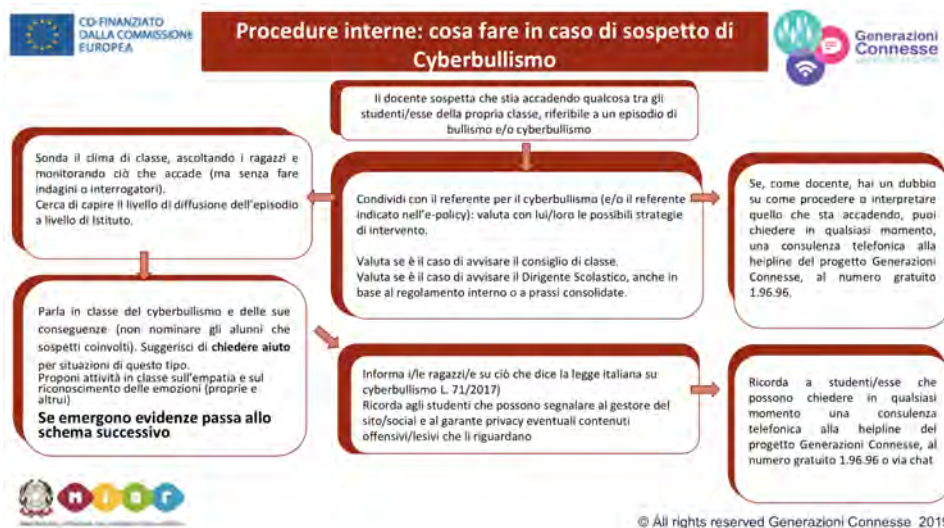 CO-FINANZIATO
DALLA COMMISSIONE
EUROPEA
Procedure interne: cosa fare in caso di sospetto di
Cyberbullismo
Generazioni
Connesse
Il docente sospetta che stia accadendo qualcosa tra gli
studenti/esse della propria classe, riferibile a un episodio di
bullismo e/o cyberbullismo
Sonda il clima di classe, ascoltando i ragazzi e
monitorando ciò che accade (ma senza fare
indagini o interrogatori).
Cerca di capire il livello di diffusione dell'episodio
a livello di Istituto.
Condividi con il referente per il cyberbullismo (e/o il referente
indicato nell'e-policy): valuta con lui/loro le possibili strategie
di intervento.
Valuta se è il caso di avvisare il consiglio di classe.
Valuta se è il caso di avvisare il Dirigente Scolastico, anche in
base al regolamento interno o a prassi consolidate.
Se, come docente, hai un dubbio
su come procedere o interpretare
quello che sta accadendo, puoi
chiedere in qualsiasi momento,
una consulenza telefonica alla
helpline del progetto Generazioni
Connesse, al numero gratuito
1.96.96.
Parla in classe del cyberbullismo e delle sue
conseguenze (non nominare gli alunni che
sospetti coinvolti). Suggerisci di chiedere aiuto
per situazioni di questo tipo.
Proponi attività in classe sull'empatia e sul
riconoscimento delle emozioni (proprie e
altrui)
Se emergono evidenze passa allo
schema successivo
Informa i/le ragazzi/e su ciò che dice la legge italiana su
cyberbullismo L. 71/2017)
Ricorda agli studenti che possono segnalare al gestore del
sito/social e al garante privacy eventuali contenuti
offensivi/lesivi che li riguardano
Ricorda a studenti/esse che
possono chiedere in qualsiasi
momento una consulenza
telefonica alla helpline del
progetto Generazioni Connesse, al
numero gratuito 1.96.96 o via chat
miur
© All rights reserved Generazioni Connesse 2019